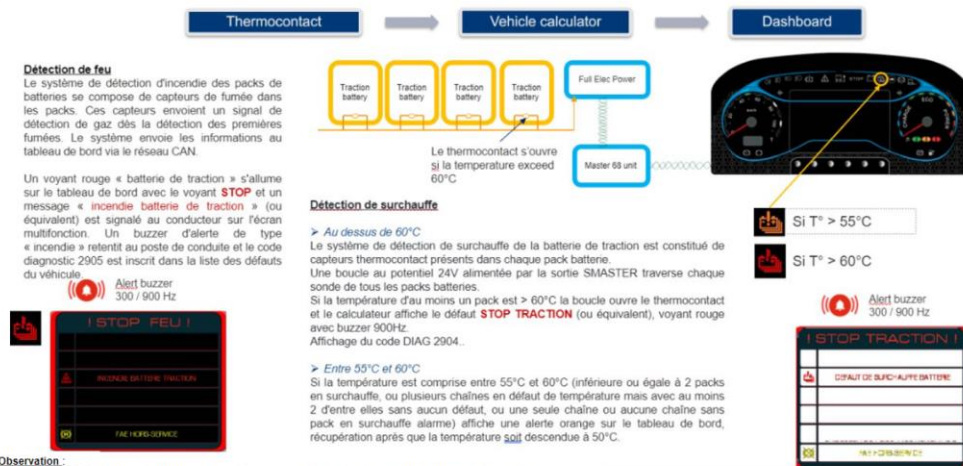 Thermocontact
Vehicle calculator
Dashboard
Détection de feu
Le système de détection d'incendie des packs de
batteries se compose de capteurs de fumée dans
les packs. Ces capteurs envoient un signal de
détection de gaz dès la détection des premières
fumées. Le système envoie les informations au
tableau de bord via le réseau CAN.
Un voyant rouge « batterie de traction » s'allume
sur le tableau de bord avec le voyant STOP et un
message « incendie batterie de traction » (ou
équivalent) est signalé au conducteur sur l'écran
multifonction. Un buzzer d'alerte de type
« incendie » retentit au poste de conduite et le code
diagnostic 2905 est inscrit dans la liste des défauts
du véhicule.
Alert buzzer
300 / 900 Hz
! STOP FEU !
INCENDIE BATTERIE TRACTION
FAE HORS-SERVICE
Traction
battery
Traction
battery
Traction
battery
Traction
battery
Full Elec Power
Le thermocontact s'ouvre
si la temperature exceed
60°C
Master 68 unit
Détection de surchauffe
➢ Au dessus de 60°C
Le système de détection de surchauffe de la batterie de traction est constitué de
capteurs thermocontact présents dans chaque pack batterie.
Une boucle au potentiel 24V alimentée par la sortie SMASTER traverse chaque
sonde de tous les packs batteries.
Si la température d'au moins un pack est > 60°C la boucle ouvre le thermocontact
et le calculateur affiche le défaut STOP TRACTION (ou équivalent), voyant rouge
avec buzzer 900Hz.
Affichage du code DIAG 2904..
➢ Entre 55°C et 60°C
Si la température est comprise entre 55°C et 60°C (inférieure ou égale à 2 packs
en surchauffe, ou plusieurs chaînes en défaut de température mais avec au moins
2 d'entre elles sans aucun défaut, ou une seule chaîne ou aucune chaîne sans
pack en surchauffe alarme) affiche une alerte orange sur le tableau de bord,
récupération après que la température soit descendue à 50°C.
STOP
ECO
Si T° > 55°C
Si T° > 60°C
Alert buzzer
300 / 900 Hz
! STOP TRACTION !
DEFAUT DE SURCHAUFFE BATTERIE
FAE HORS-SERVICE
Observation :